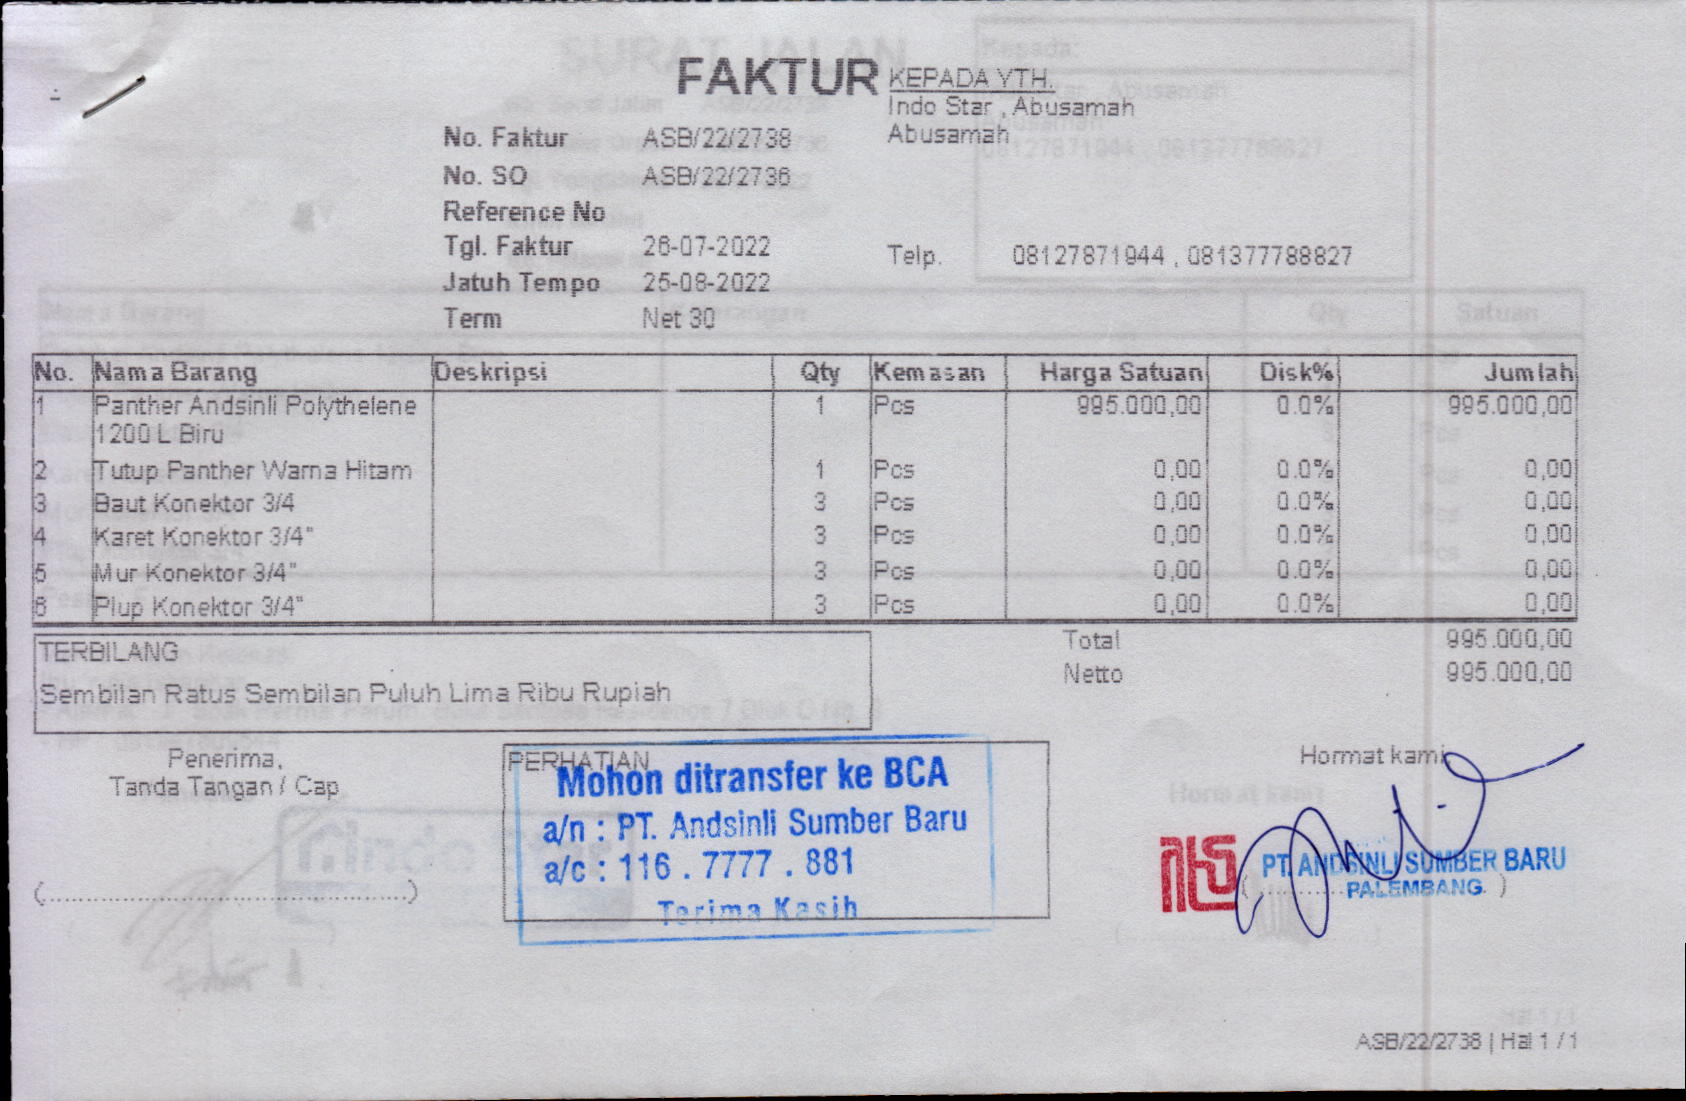 FAKTUR
KEPADA YTH.
Indo Star , Abusamah
Abusamah
No. Faktur ASB/22/2738
No. SO ASB/22/2736
Reference No
Tgl. Faktur 26-07-2022
Telp. 08127871944 , 081377788827
Jatuh Tempo 25-08-2022
Term Net 30
No. Nama Barang Deskripsi Qty Kemasan Harga Satuan Disk% Jumlah
1 Panther Andsinli Polythelene 1 Pcs 995.000,00 0.0% 995.000,00
1200 L Biru
2 Tutup Panther Warna Hitam 1 Pcs 0,00 0.0% 0,00
3 Baut Konektor 3/4 3 Pcs 0,00 0.0% 0,00
4 Karet Konektor 3/4" 3 Pcs 0,00 0.0% 0,00
5 Mur Konektor 3/4" 3 Pcs 0,00 0.0% 0,00
6 Plup Konektor 3/4" 3 Pcs 0,00 0.0% 0,00
TERBILANG
Sembilan Ratus Sembilan Puluh Lima Ribu Rupiah
Total 995.000,00
Netto 995.000,00
Penerima,
Tanda Tangan / Cap
(........................................)
PERHATIAN
Mohon ditransfer ke BCA
a/n : PT. Andsinli Sumber Baru
a/c : 116 . 7777 . 881
Terima Kasih
Hormat kami,
PT. ANDSINLI SUMBER BARU
PALEMBANG
ASB/22/2738 | Hal 1 / 1